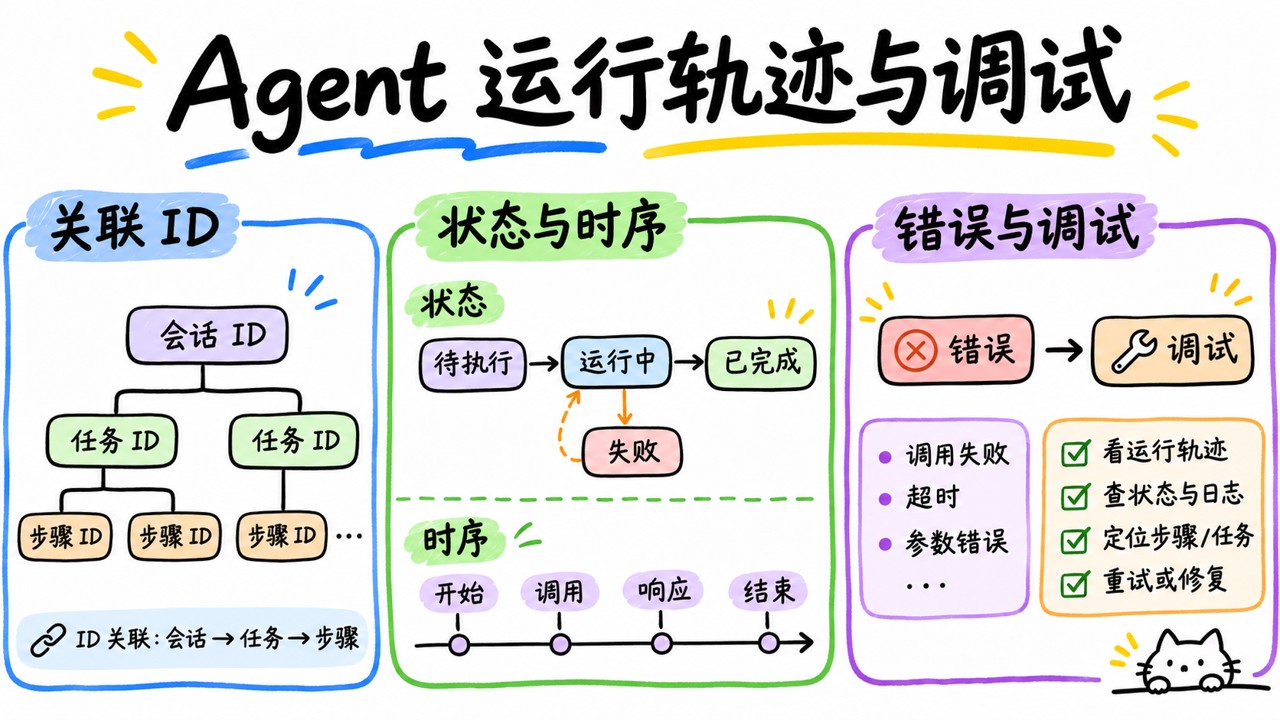 Agent 运行轨迹与调试
关联 ID
会话 ID
任务 ID
任务 ID
步骤 ID
步骤 ID
步骤 ID
...
ID 关联：会话→任务→步骤
状态与时序
状态
待执行
运行中
已完成
失败
时序
开始
调用
响应
结束
错误与调试
错误
调试
调用失败
超时
参数错误
...
看运行轨迹
查状态与日志
定位步骤/任务
重试或修复